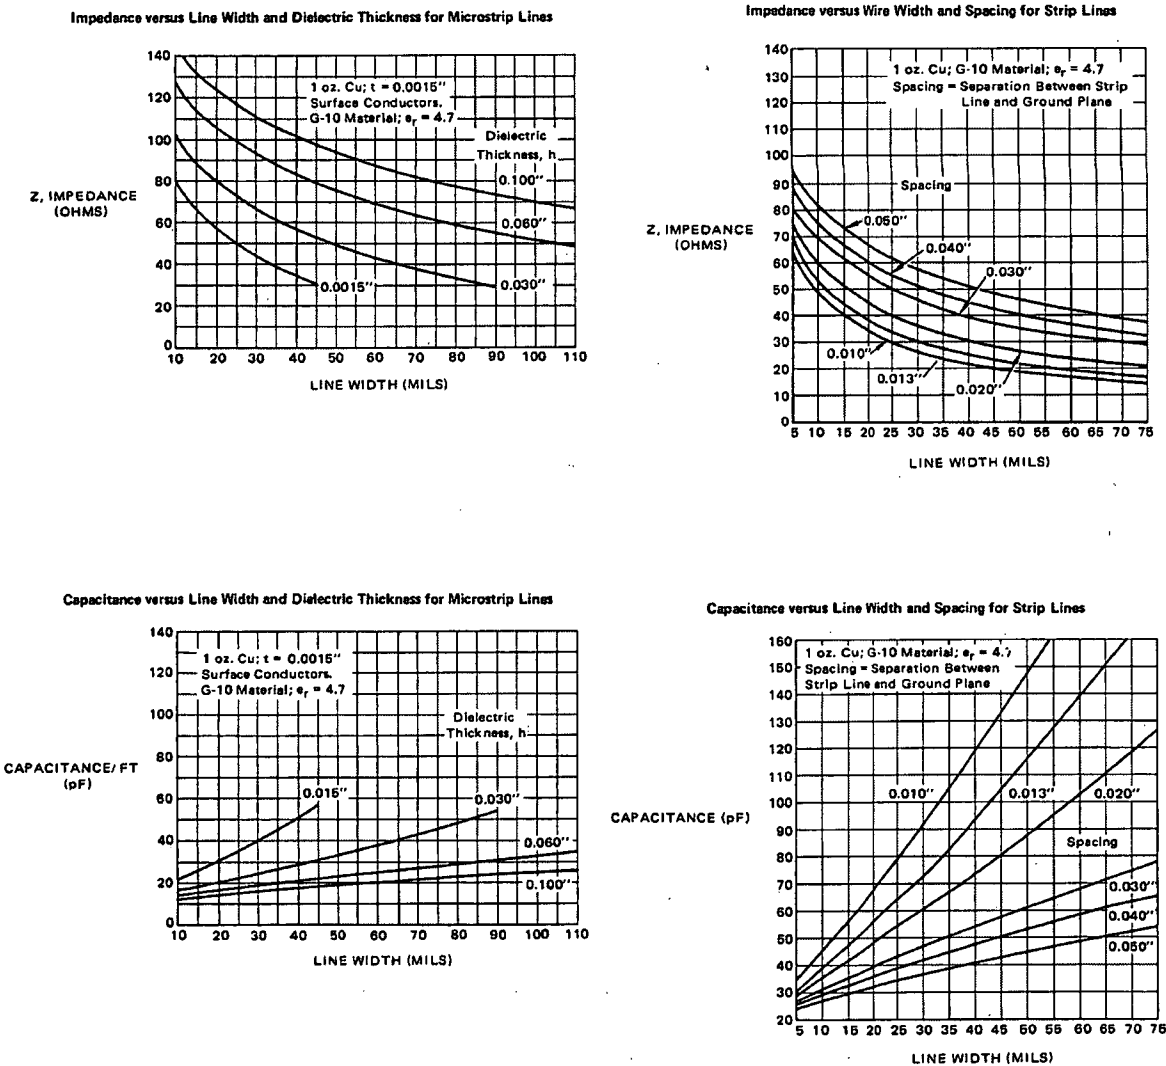 Impedance versus Line Width and Dielectric Thickness for Microstrip Lines
140
120
100
80
60
40
20
0
Z, IMPEDANCE
(OHMS)
1 oz. Cu; t = 0.0015"
Surface Conductors.
G-10 Material; er = 4.7
Dielectric
Thickness, h
0.100"
0.060"
0.030"
0.0015"
10 20 30 40 50 60 70 80 90 100 110
LINE WIDTH (MILS)
Impedance versus Wire Width and Spacing for Strip Lines
140
130
120
110
100
90
80
70
60
50
40
30
20
10
0
Z, IMPEDANCE
(OHMS)
1 oz. Cu; G-10 Material; er = 4.7
Spacing = Separation Between Strip
Line and Ground Plane
Spacing
0.050"
0.040"
0.030"
0.010"
0.013"
0.020"
5 10 15 20 25 30 35 40 45 50 55 60 65 70 75
LINE WIDTH (MILS)
Capacitance versus Line Width and Dielectric Thickness for Microstrip Lines
140
120
100
80
60
40
20
0
CAPACITANCE/FT
(pF)
1 oz. Cu; t = 0.0015"
Surface Conductors.
G-10 Material; er = 4.7
Dielectric
Thickness, h
0.015"
0.030"
0.060"
0.100"
10 20 30 40 50 60 70 80 90 100 110
LINE WIDTH (MILS)
Capacitance versus Line Width and Spacing for Strip Lines
160
150
140
130
120
110
100
90
80
70
60
50
40
30
20
CAPACITANCE (pF)
1 oz. Cu; G-10 Material; er = 4.7
Spacing = Separation Between
Strip Line and Ground Plane
0.010"
0.013"
0.020"
Spacing
0.030"
0.040"
0.050"
5 10 15 20 25 30 35 40 45 50 55 60 65 70 75
LINE WIDTH (MILS)